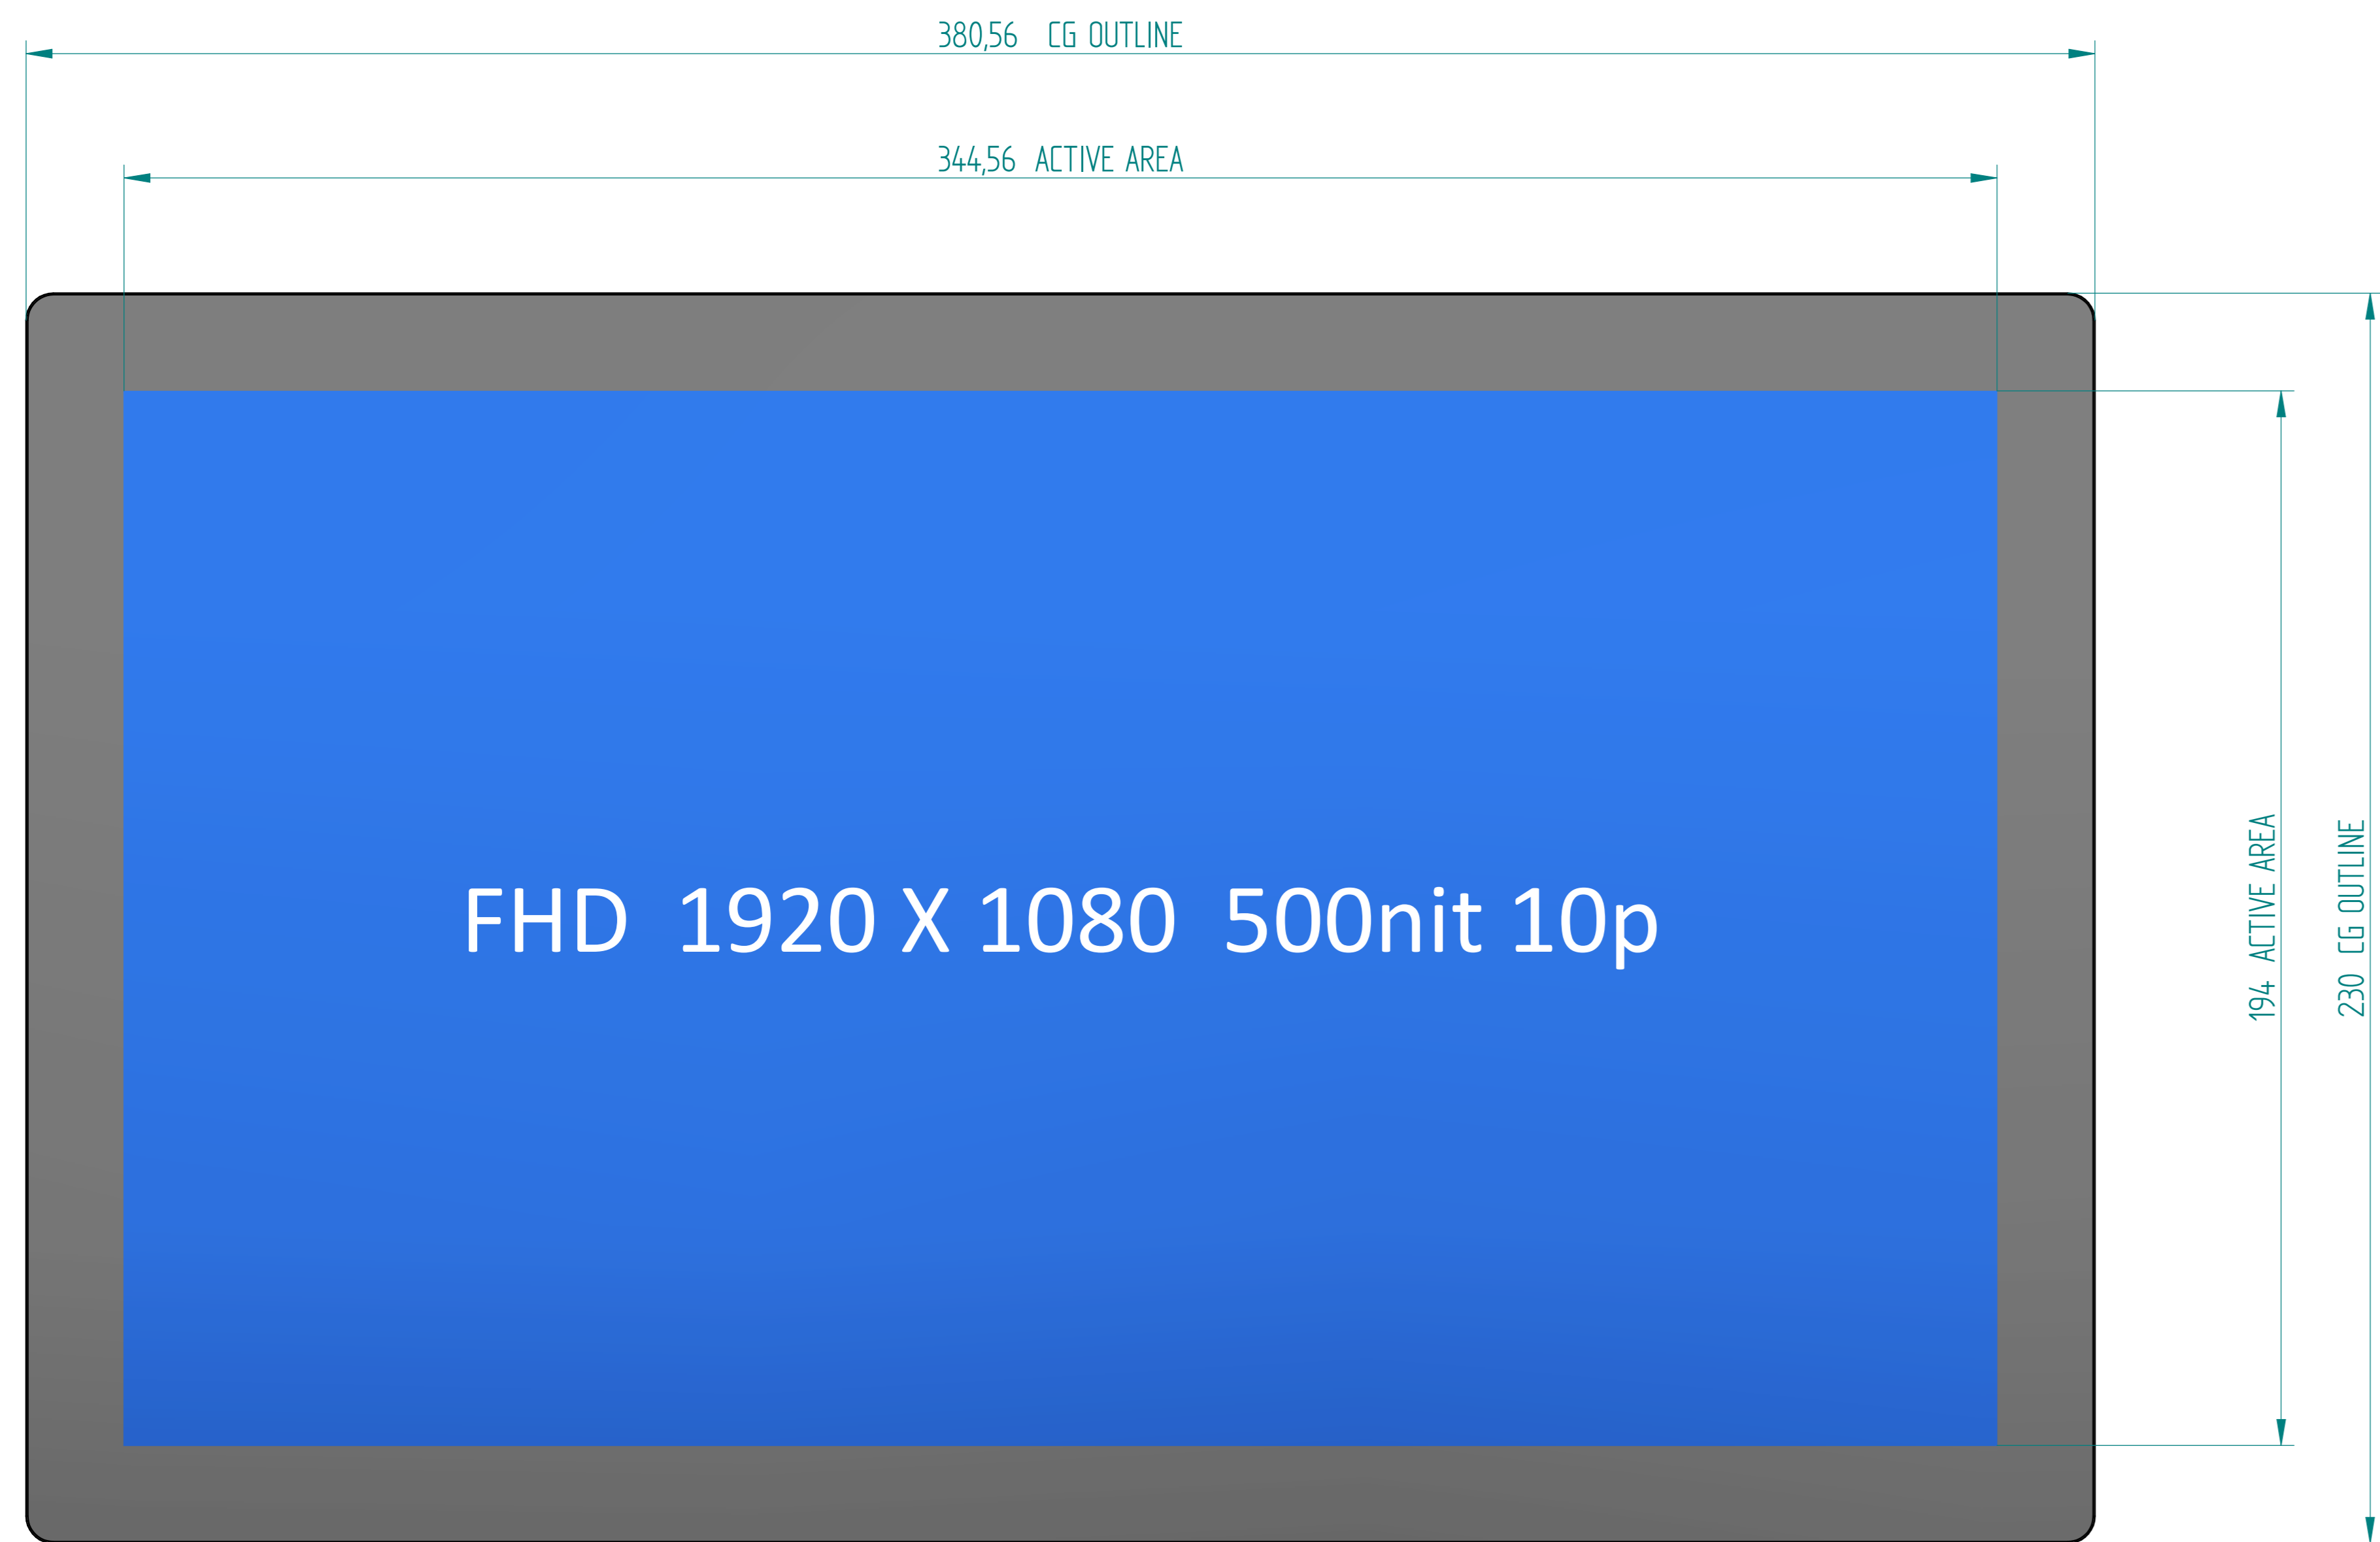 380,56 CG OUTLINE
344,56 ACTIVE AREA
FHD 1920 X 1080 500nit 10p
194 ACTIVE AREA
230 CG OUTLINE